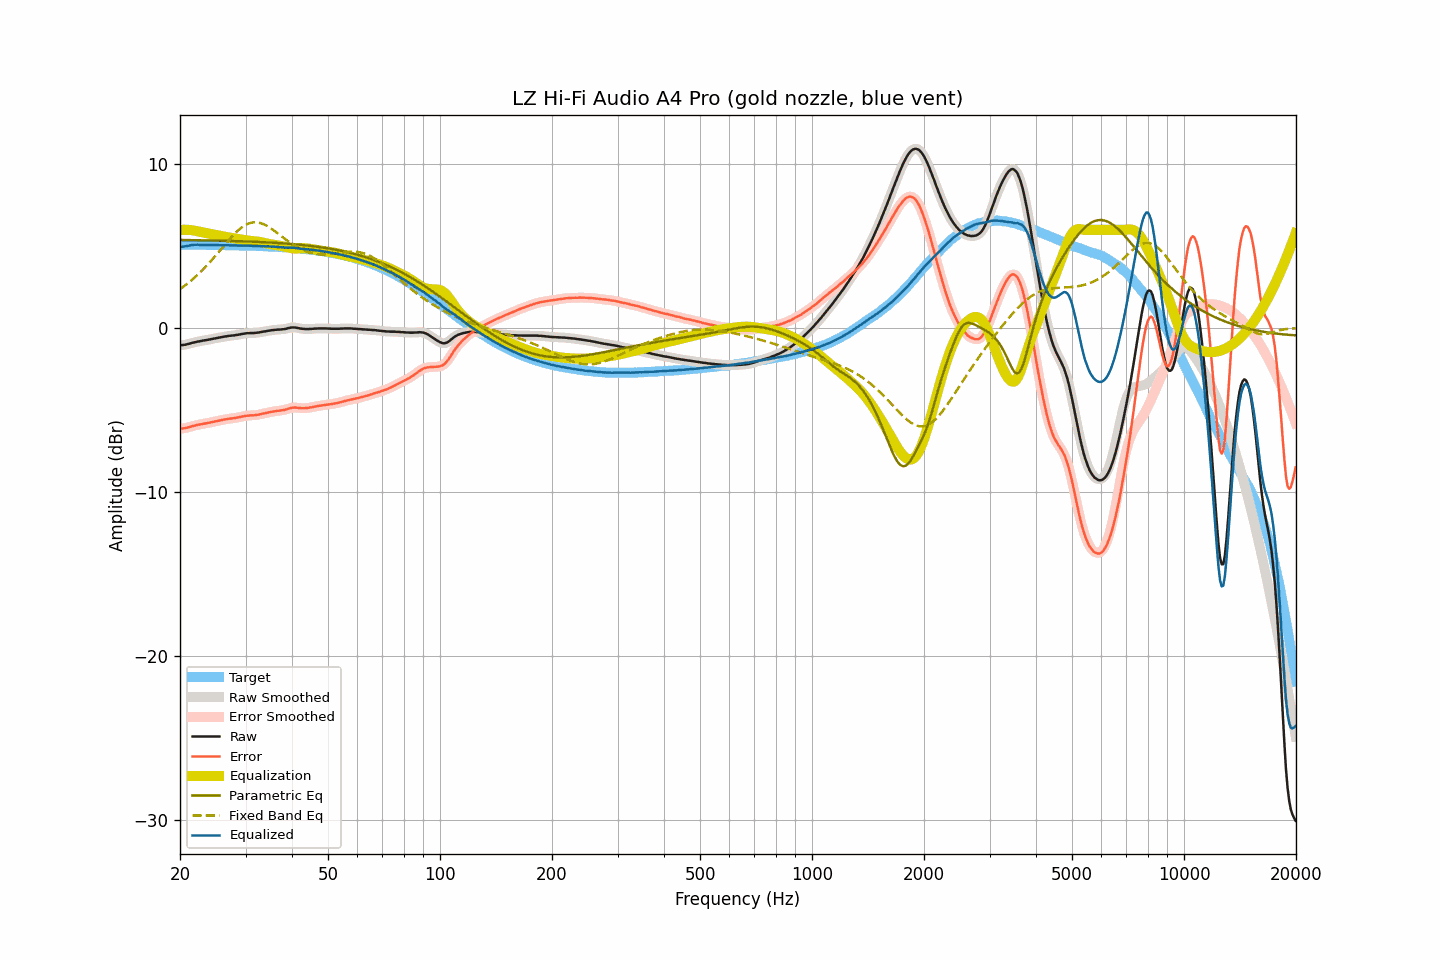 LZ Hi-Fi Audio A4 Pro (gold nozzle, blue vent)
10
0
−10
−20
−30
Amplitude (dBr)
Target
Raw Smoothed
Error Smoothed
Raw
Error
Equalization
Parametric Eq
Fixed Band Eq
Equalized
20 50 100 200 500 1000 2000 5000 10000 20000
Frequency (Hz)